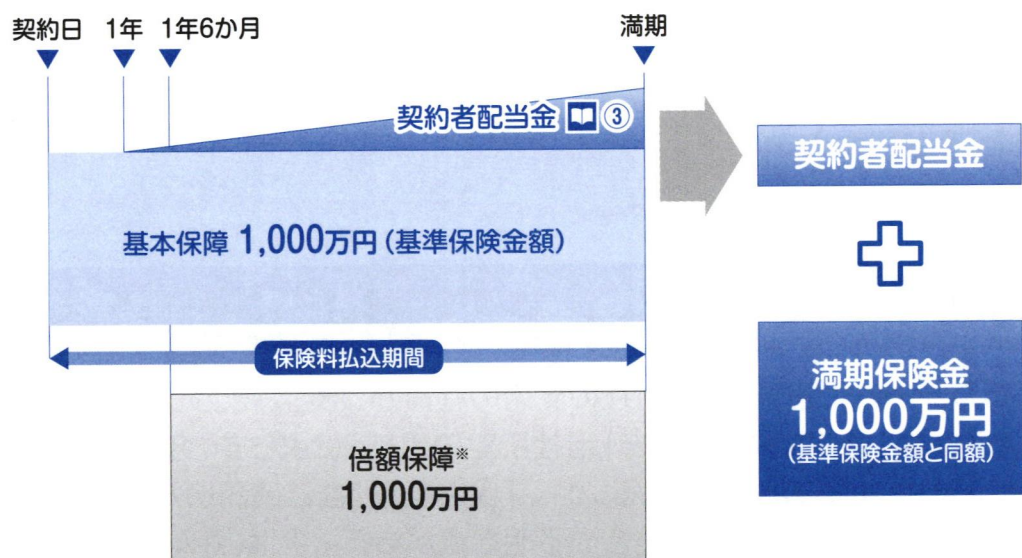 契約日 1年 1年6か月 満期
契約者配当金 ③
基本保障 1,000万円(基準保険金額)
保険料払込期間
倍額保障※
1,000万円
契約者配当金
満期保険金
1,000万円
(基準保険金額と同額)